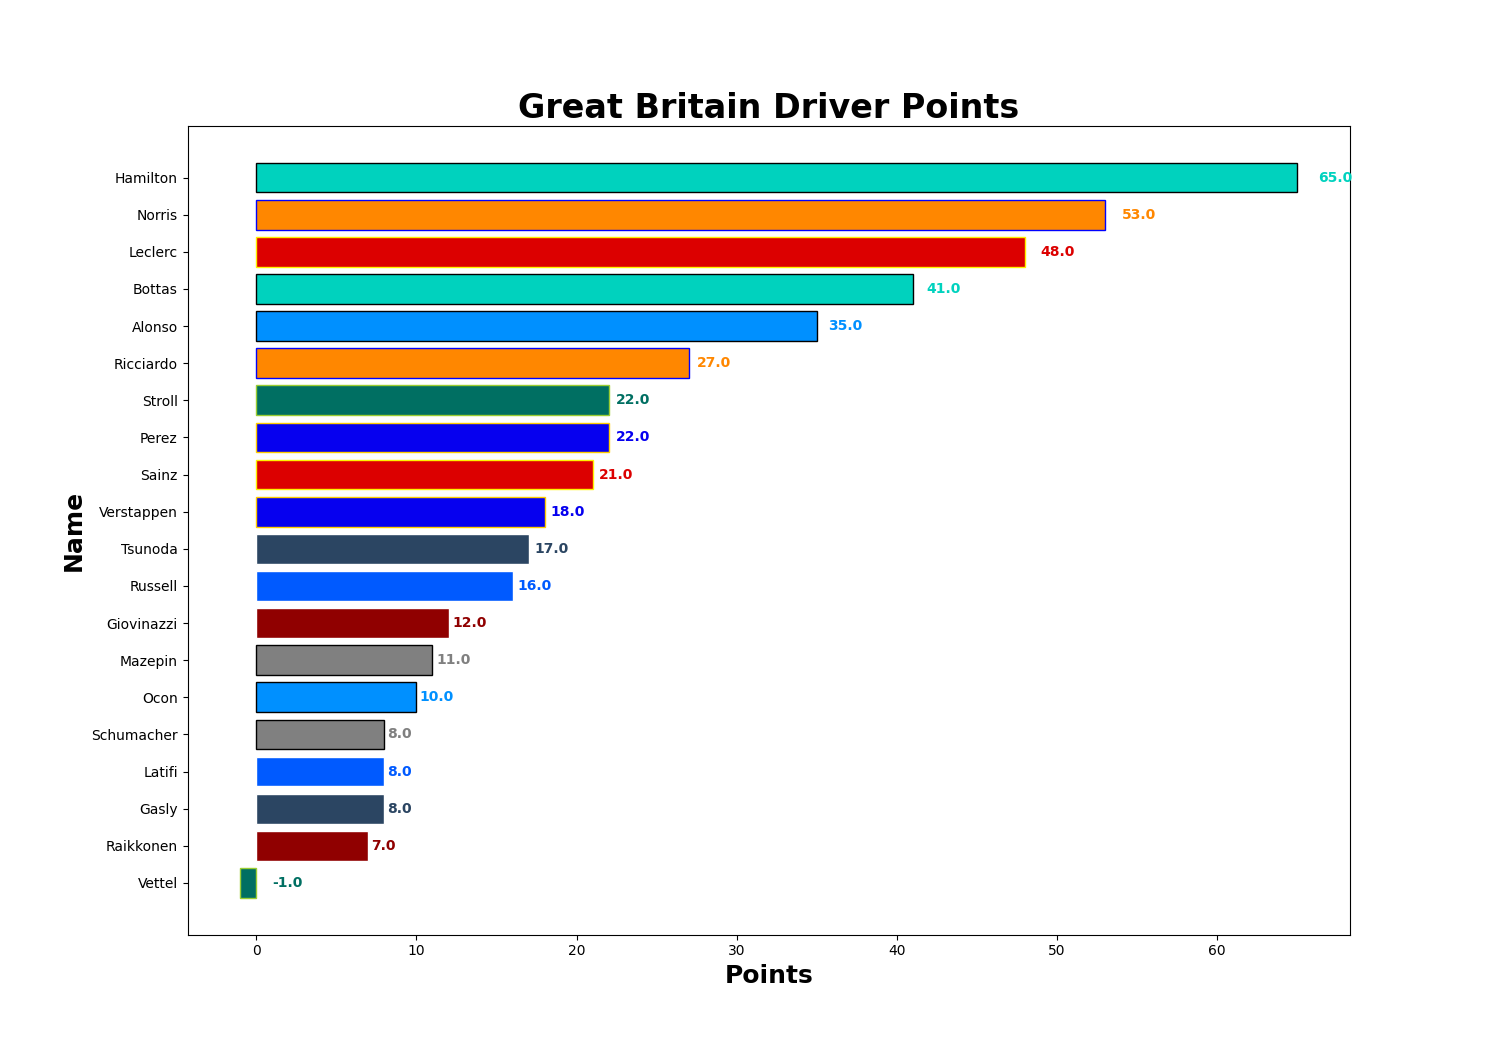 Great Britain Driver Points
Name
Hamilton 65.0
Norris 53.0
Leclerc 48.0
Bottas 41.0
Alonso 35.0
Ricciardo 27.0
Stroll 22.0
Perez 22.0
Sainz 21.0
Verstappen 18.0
Tsunoda 17.0
Russell 16.0
Giovinazzi 12.0
Mazepin 11.0
Ocon 10.0
Schumacher 8.0
Latifi 8.0
Gasly 8.0
Raikkonen 7.0
Vettel -1.0
0 10 20 30 40 50 60
Points